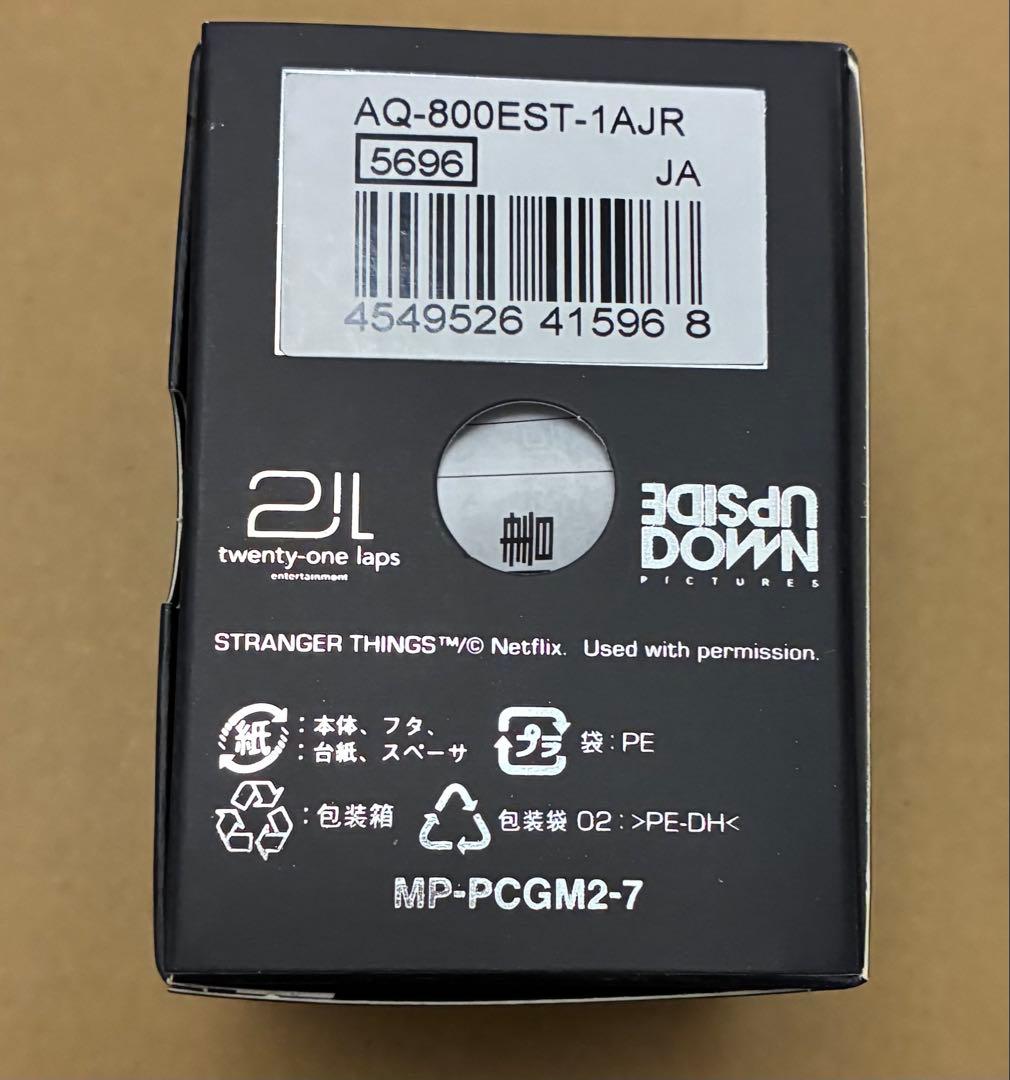 AQ-800EST-1AJR
5696
JA
4549526 41596 8
21L
twenty-one laps
entertainment
UPSIDE
DOWN
PICTURES
STRANGER THINGS™/© Netflix. Used with permission.
紙:本体、フタ、
:台紙、スペーサ
プラ 袋:PE
:包装箱
包装袋 02:>PE-DH<
MP-PCGM2-7